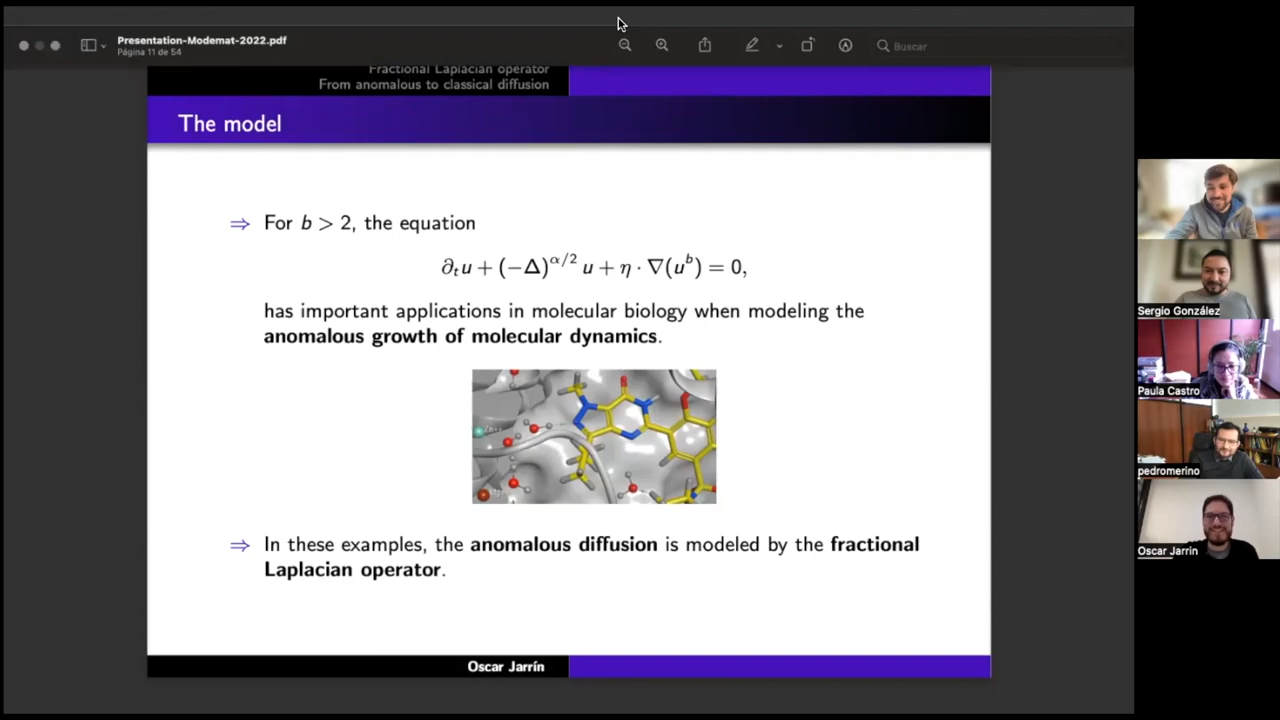 Presentation-Modemat-2022.pdf
Página 11 de 54
Buscar
Fractional Laplacian operator
From anomalous to classical diffusion
The model
⇒ For b > 2, the equation
∂ₜu + (−Δ)^{α/2} u + η · ∇(u^b) = 0,
has important applications in molecular biology when modeling the
anomalous growth of molecular dynamics.
⇒ In these examples, the anomalous diffusion is modeled by the fractional
Laplacian operator.
Oscar Jarrín
Sergio González
Paula Castro
pedromerino
Oscar Jarrín